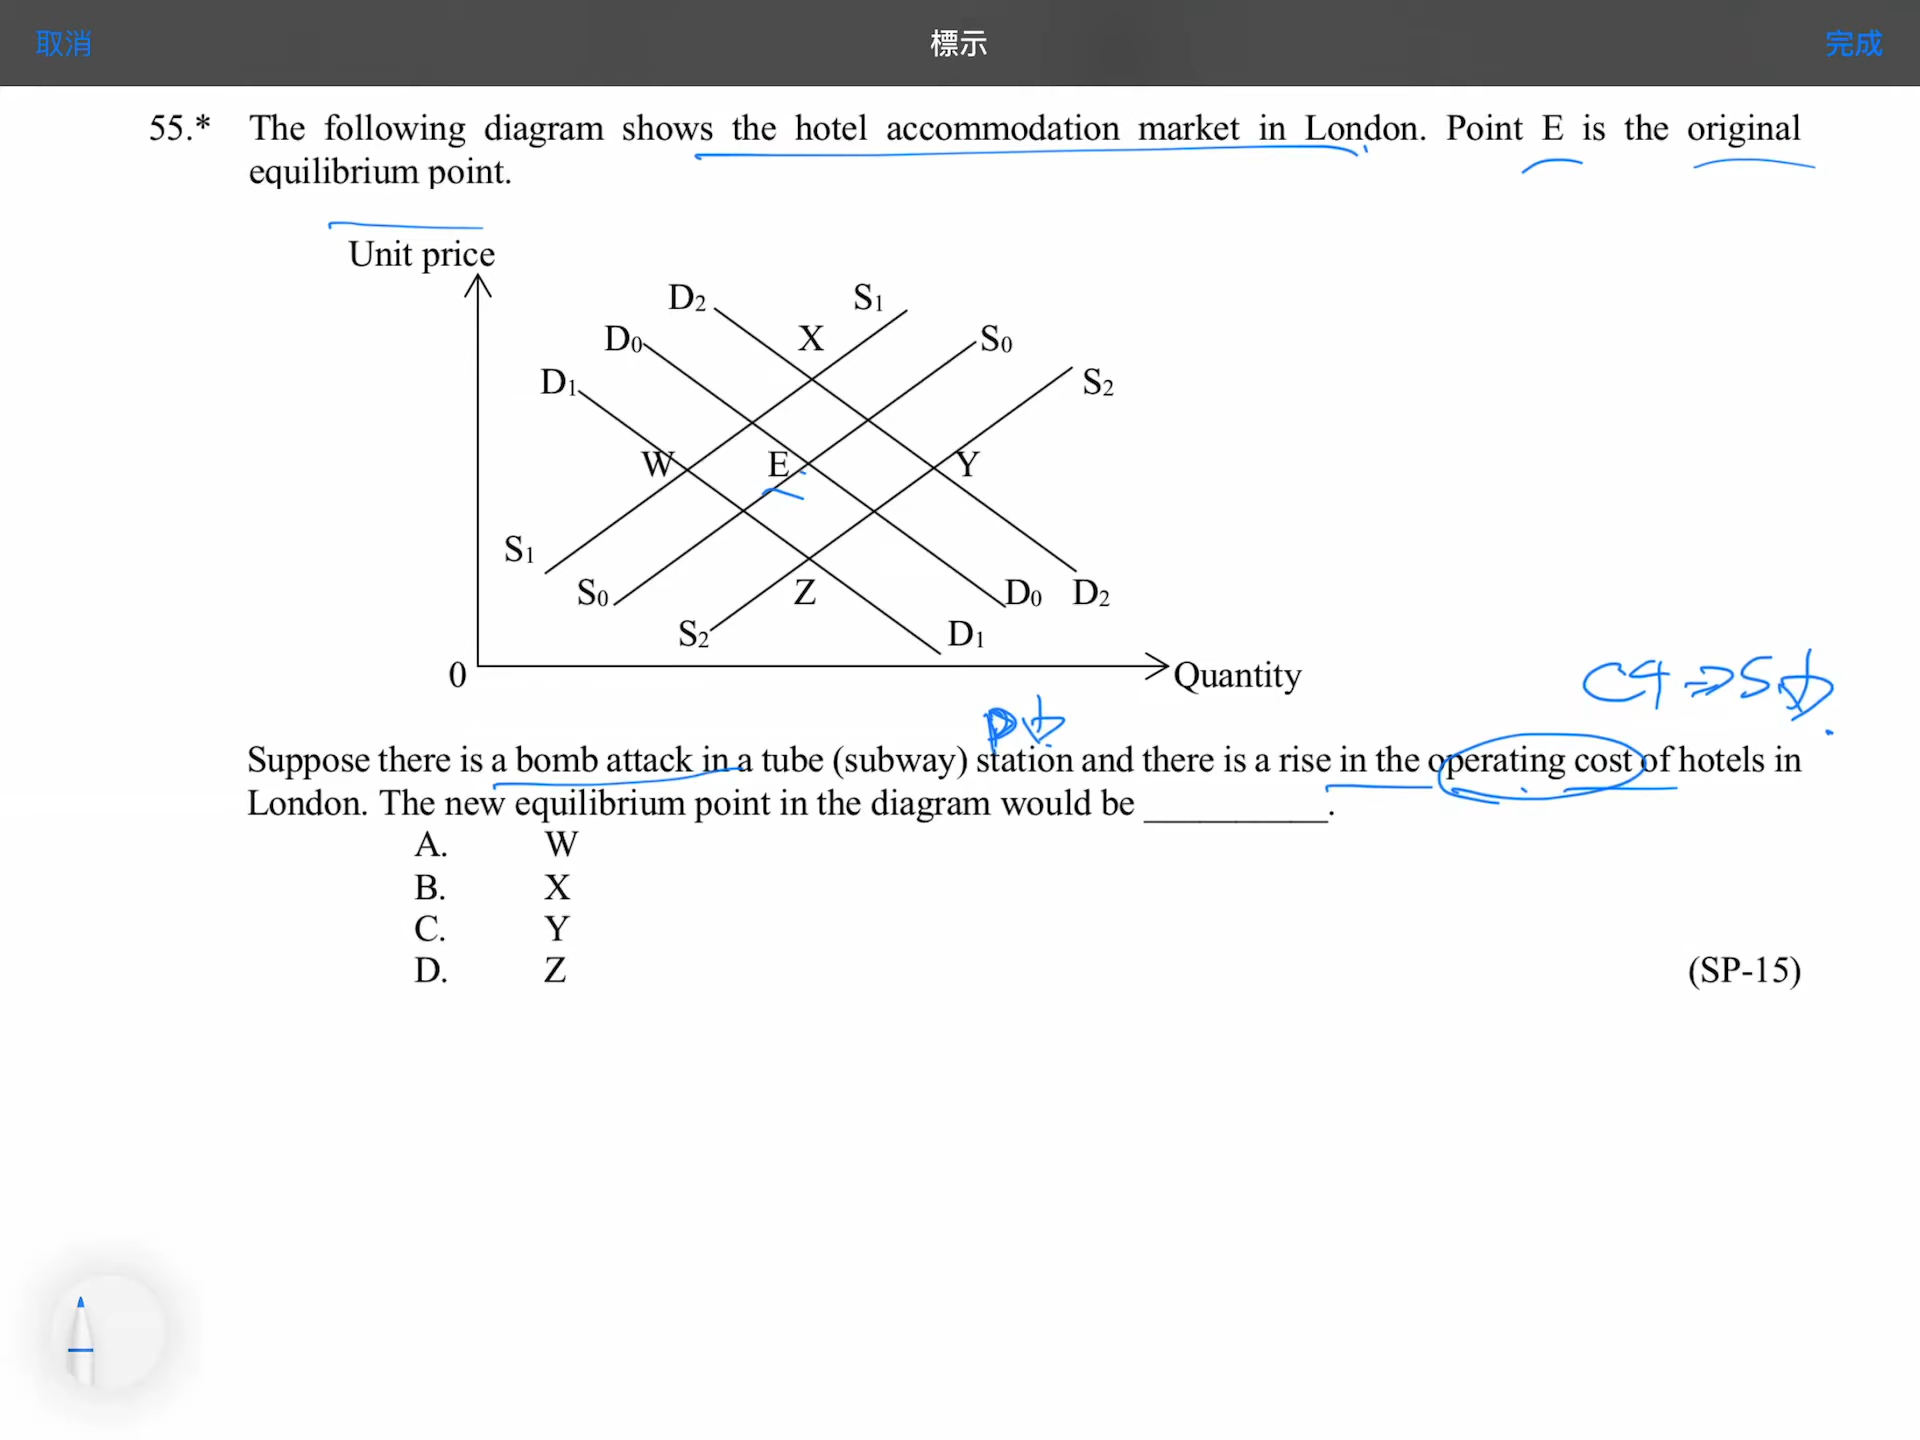 取消 標示 完成
55.* The following diagram shows the hotel accommodation market in London. Point E is the original
equilibrium point.
Unit price
D2 S1
D0 X S0
D1 S2
W E Y
S1
S0 Z D0 D2
S2 D1
0 Quantity
C↑ => S↓
D↓
Suppose there is a bomb attack in a tube (subway) station and there is a rise in the operating cost of hotels in
London. The new equilibrium point in the diagram would be __________.
A. W
B. X
C. Y
D. Z
(SP-15)